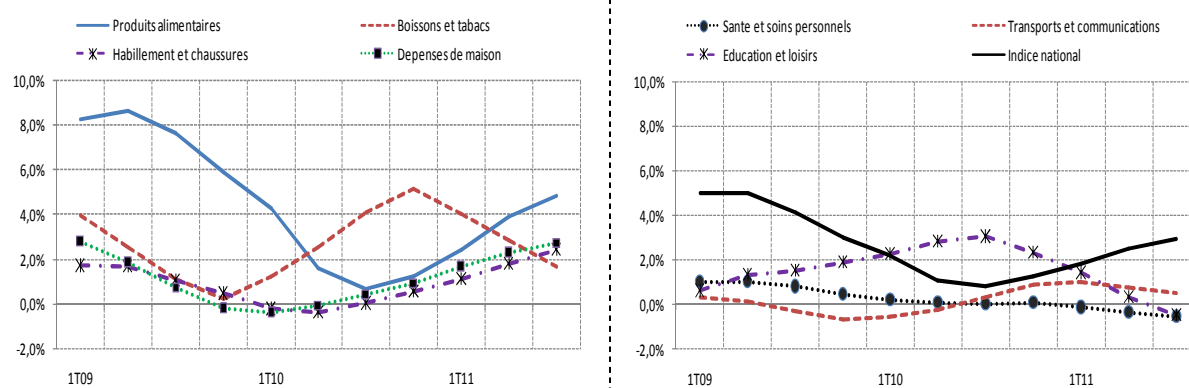 Produits alimentaires
Boissons et tabacs
Habillement et chaussures
Depenses de maison
10,0%
8,0%
6,0%
4,0%
2,0%
0,0%
-2,0%
1T09
1T10
1T11
Sante et soins personnels
Transports et communications
Education et loisirs
Indice national
10,0%
8,0%
6,0%
4,0%
2,0%
0,0%
-2,0%
1T09
1T10
1T11